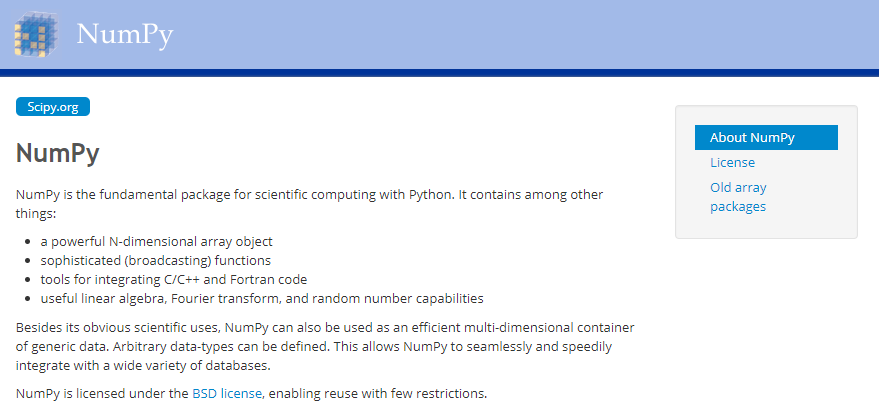 NumPy
Scipy.org
NumPy
NumPy is the fundamental package for scientific computing with Python. It contains among other
things:
a powerful N-dimensional array object
sophisticated (broadcasting) functions
tools for integrating C/C++ and Fortran code
useful linear algebra, Fourier transform, and random number capabilities
Besides its obvious scientific uses, NumPy can also be used as an efficient multi-dimensional container
of generic data. Arbitrary data-types can be defined. This allows NumPy to seamlessly and speedily
integrate with a wide variety of databases.
NumPy is licensed under the BSD license, enabling reuse with few restrictions.
About NumPy
License
Old array
packages